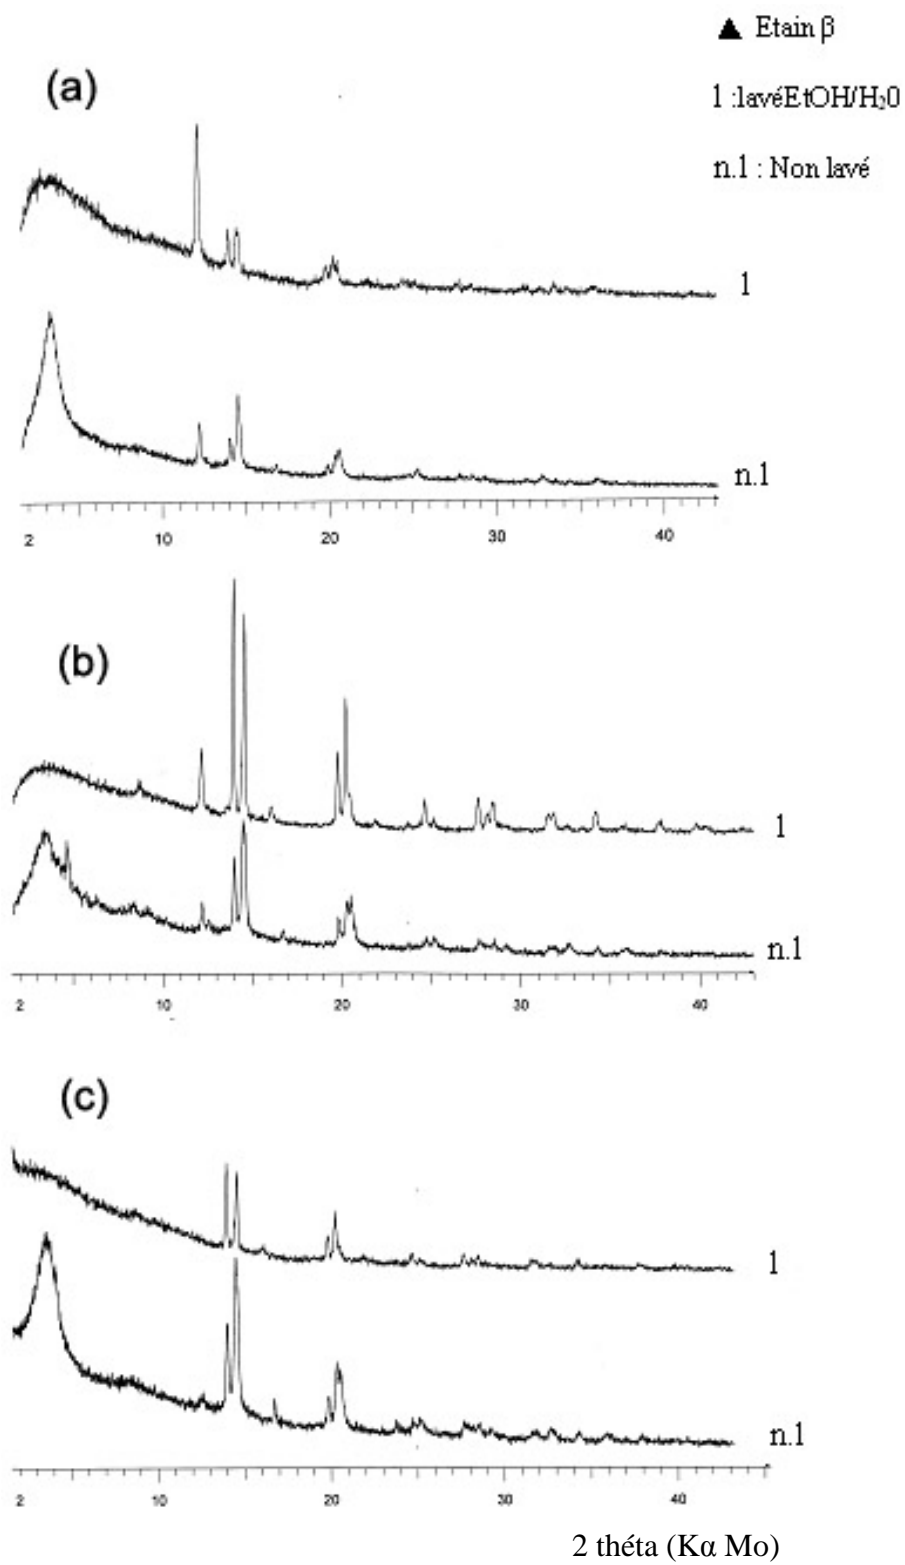 ▲ Etain β
(a)
1 :lavéEtOH/H₂0
n.1 : Non lavé
1
n.1
2 10 20 30 40
(b)
1
n.1
2 10 20 30 40
(c)
1
n.1
2 10 20 30 40
2 théta (Kα Mo)